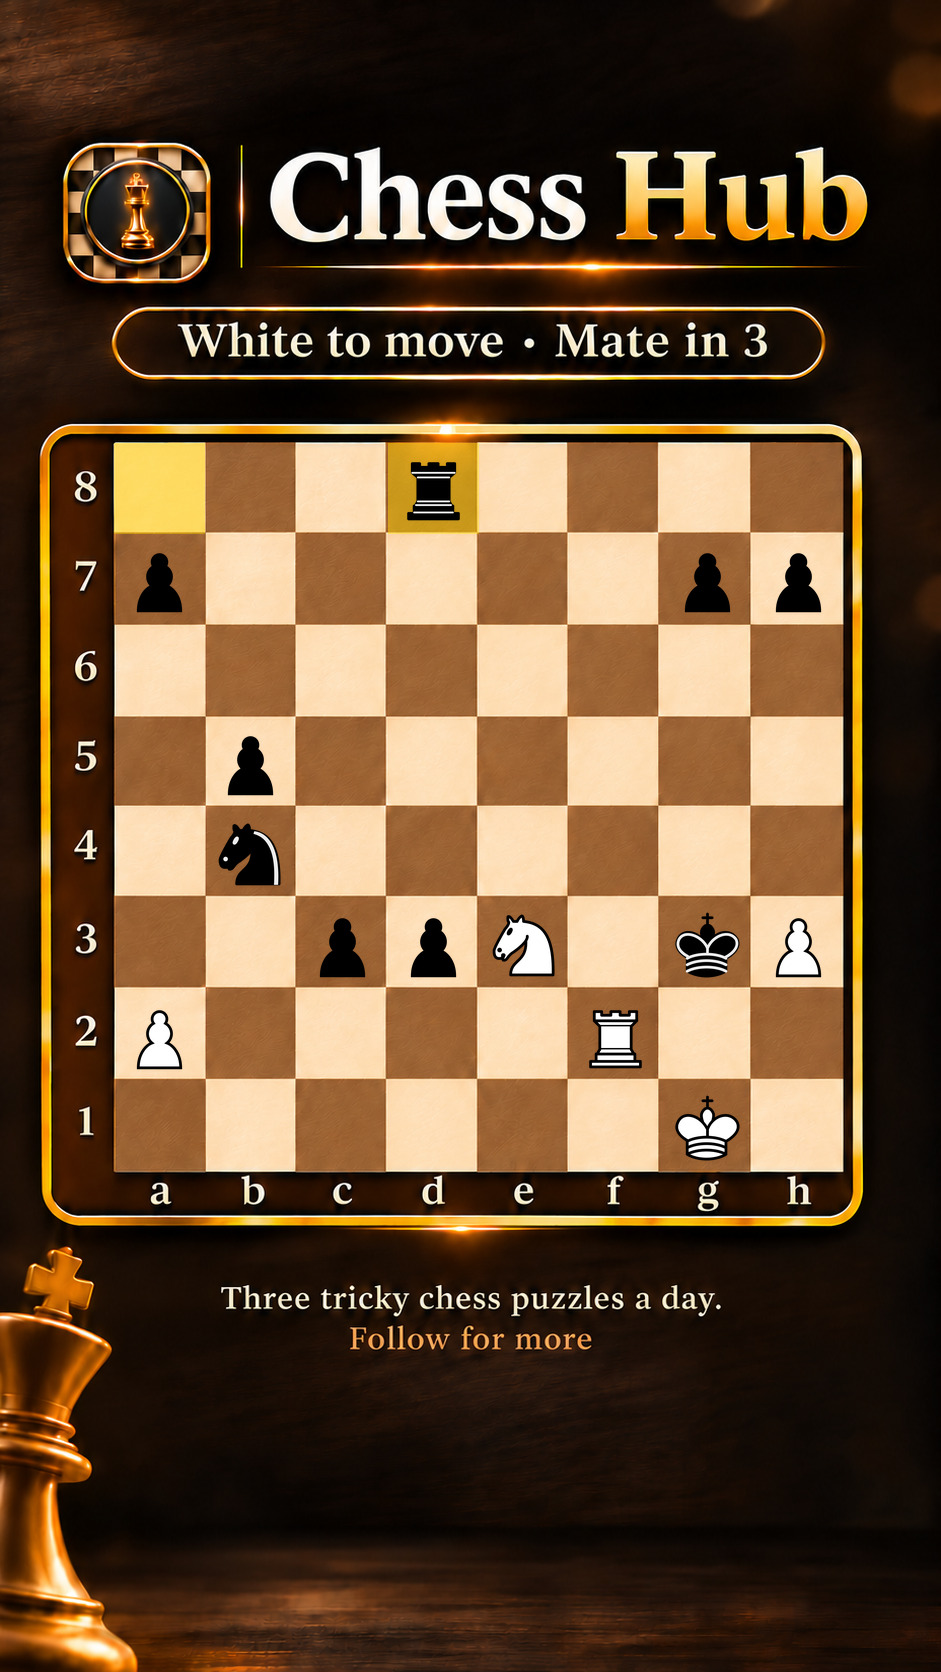 Chess Hub
White to move • Mate in 3
8
7
6
5
4
3
2
1
a b c d e f g h
Three tricky chess puzzles a day.
Follow for more